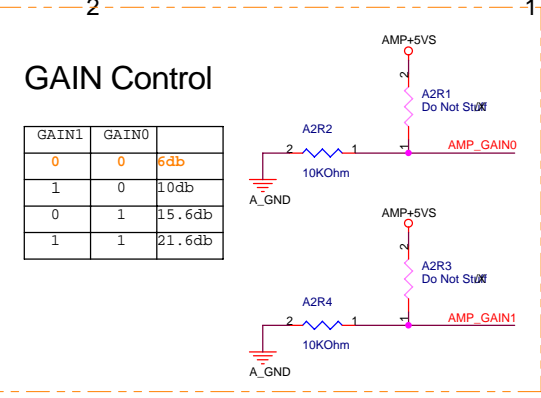 2 1
GAIN Control
GAIN1 GAIN0
0 0 6db
1 0 10db
0 1 15.6db
1 1 21.6db
AMP+5VS
2
A2R1
Do Not Stuff
A2R2
2 1
1
AMP_GAIN0
10KOhm
A_GND
AMP+5VS
2
A2R3
Do Not Stuff
A2R4
2 1
1
AMP_GAIN1
10KOhm
A_GND